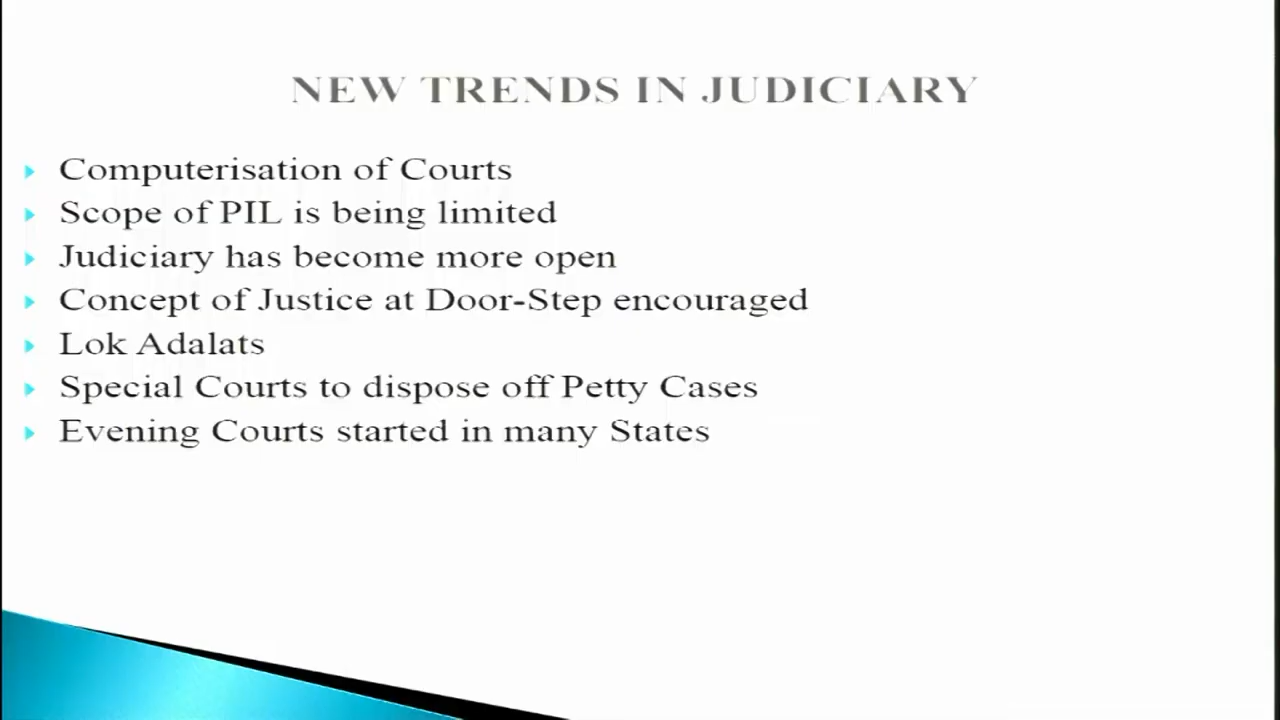 NEW TRENDS IN JUDICIARY
Computerisation of Courts
Scope of PIL is being limited
Judiciary has become more open
Concept of Justice at Door-Step encouraged
Lok Adalats
Special Courts to dispose off Petty Cases
Evening Courts started in many States